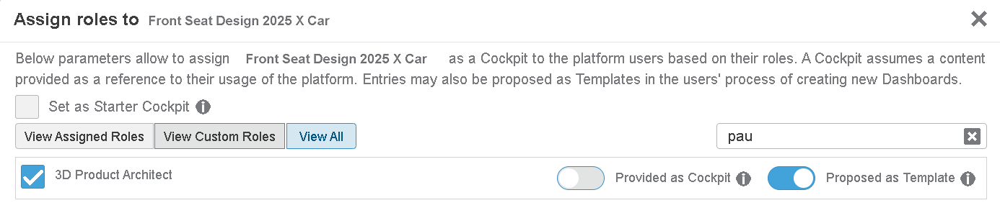 Assign roles to Front Seat Design 2025 X Car
Below parameters allow to assign Front Seat Design 2025 X Car as a Cockpit to the platform users based on their roles. A Cockpit assumes a content
provided as a reference to their usage of the platform. Entries may also be proposed as Templates in the users' process of creating new Dashboards.
Set as Starter Cockpit
View Assigned Roles View Custom Roles View All pau
3D Product Architect Provided as Cockpit Proposed as Template